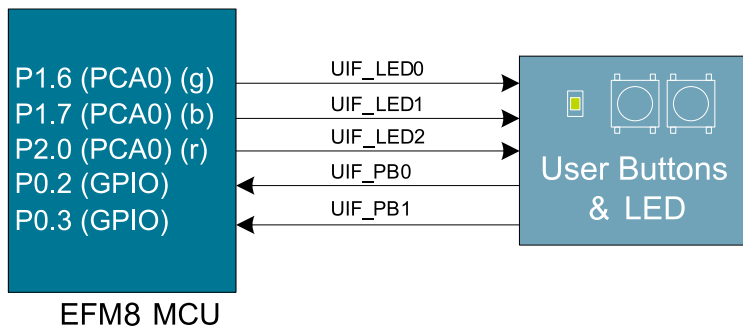 P1.6 (PCA0) (g)
P1.7 (PCA0) (b)
P2.0 (PCA0) (r)
P0.2 (GPIO)
P0.3 (GPIO)
EFM8 MCU
UIF_LED0
UIF_LED1
UIF_LED2
UIF_PB0
UIF_PB1
User Buttons
& LED